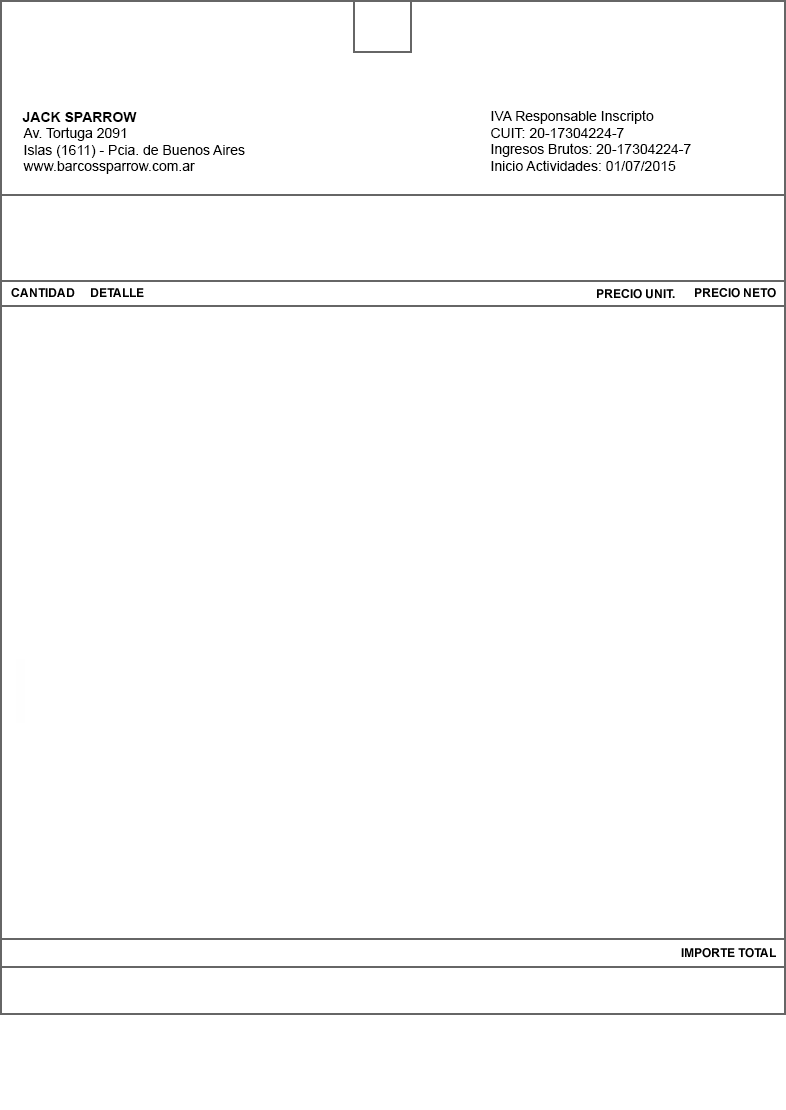 JACK SPARROW
Av. Tortuga 2091
Islas (1611) - Pcia. de Buenos Aires
www.barcossparrow.com.ar
IVA Responsable Inscripto
CUIT: 20-17304224-7
Ingresos Brutos: 20-17304224-7
Inicio Actividades: 01/07/2015
CANTIDAD DETALLE PRECIO UNIT. PRECIO NETO
IMPORTE TOTAL